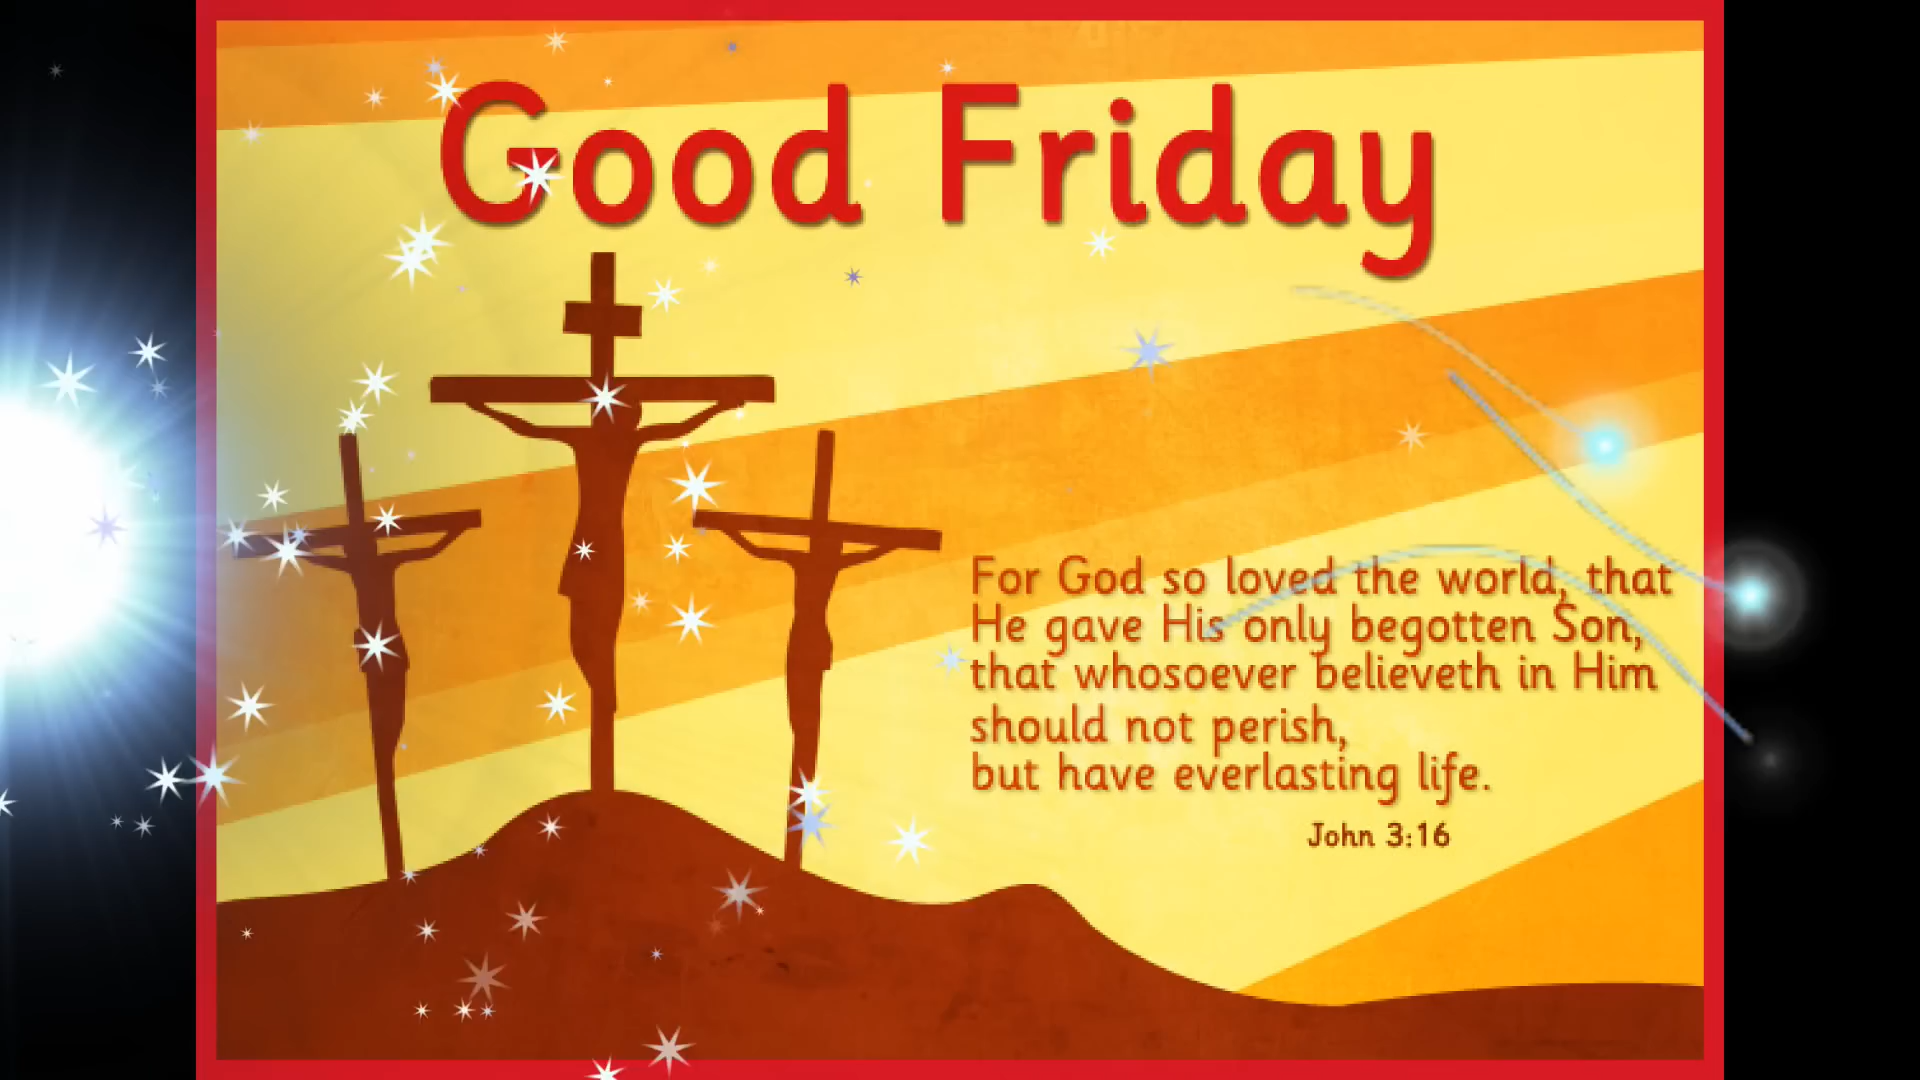 Good Friday
For God so loved the world, that
He gave His only begotten Son,
that whosoever believeth in Him
should not perish,
but have everlasting life.
John 3:16